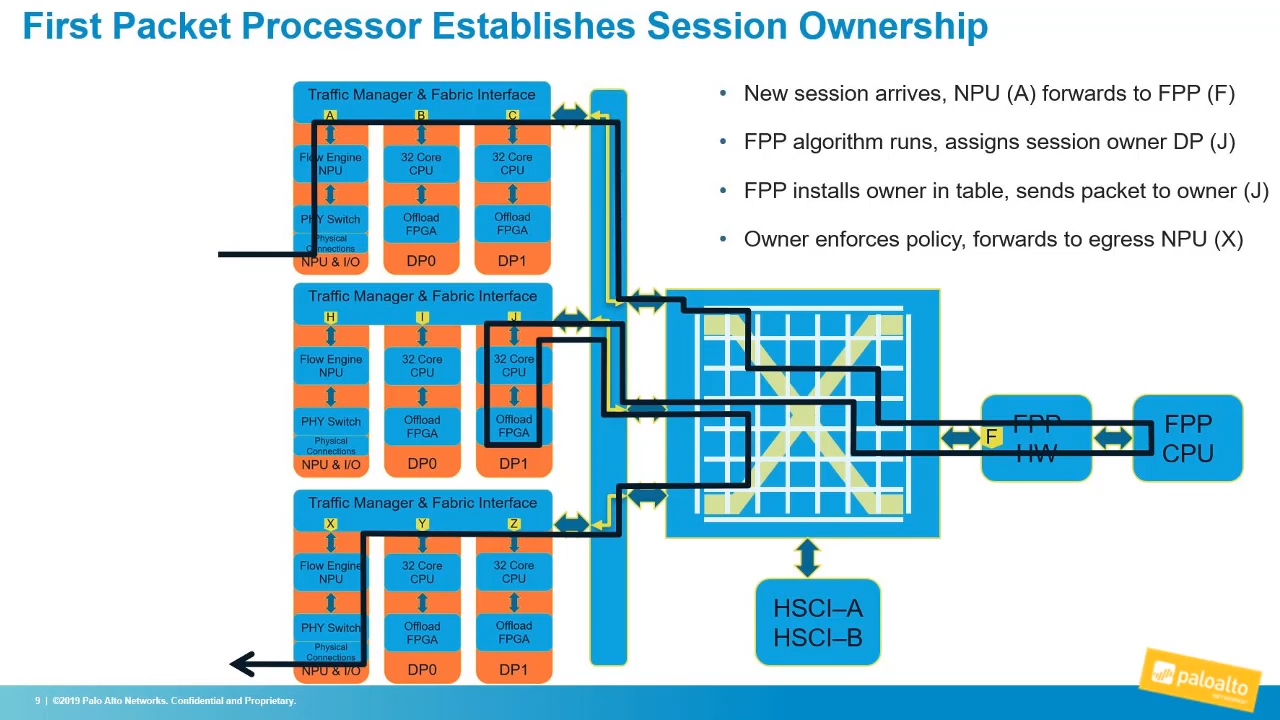 First Packet Processor Establishes Session Ownership
• New session arrives, NPU (A) forwards to FPP (F)
• FPP algorithm runs, assigns session owner DP (J)
• FPP installs owner in table, sends packet to owner (J)
• Owner enforces policy, forwards to egress NPU (X)
Traffic Manager & Fabric Interface
A B C
Flow Engine
NPU
32 Core
CPU
32 Core
CPU
PHY Switch
Offload
FPGA
Offload
FPGA
Physical
Connections
NPU & I/O
DP0
DP1
Traffic Manager & Fabric Interface
H I J
Flow Engine
NPU
32 Core
CPU
32 Core
CPU
PHY Switch
Offload
FPGA
Offload
FPGA
Physical
Connections
NPU & I/O
DP0
DP1
Traffic Manager & Fabric Interface
X Y Z
Flow Engine
NPU
32 Core
CPU
32 Core
CPU
PHY Switch
Offload
FPGA
Offload
FPGA
Physical
Connections
NPU & I/O
DP0
DP1
F
FPP
HW
FPP
CPU
HSCI–A
HSCI–B
9 | ©2019 Palo Alto Networks. Confidential and Proprietary.
paloalto